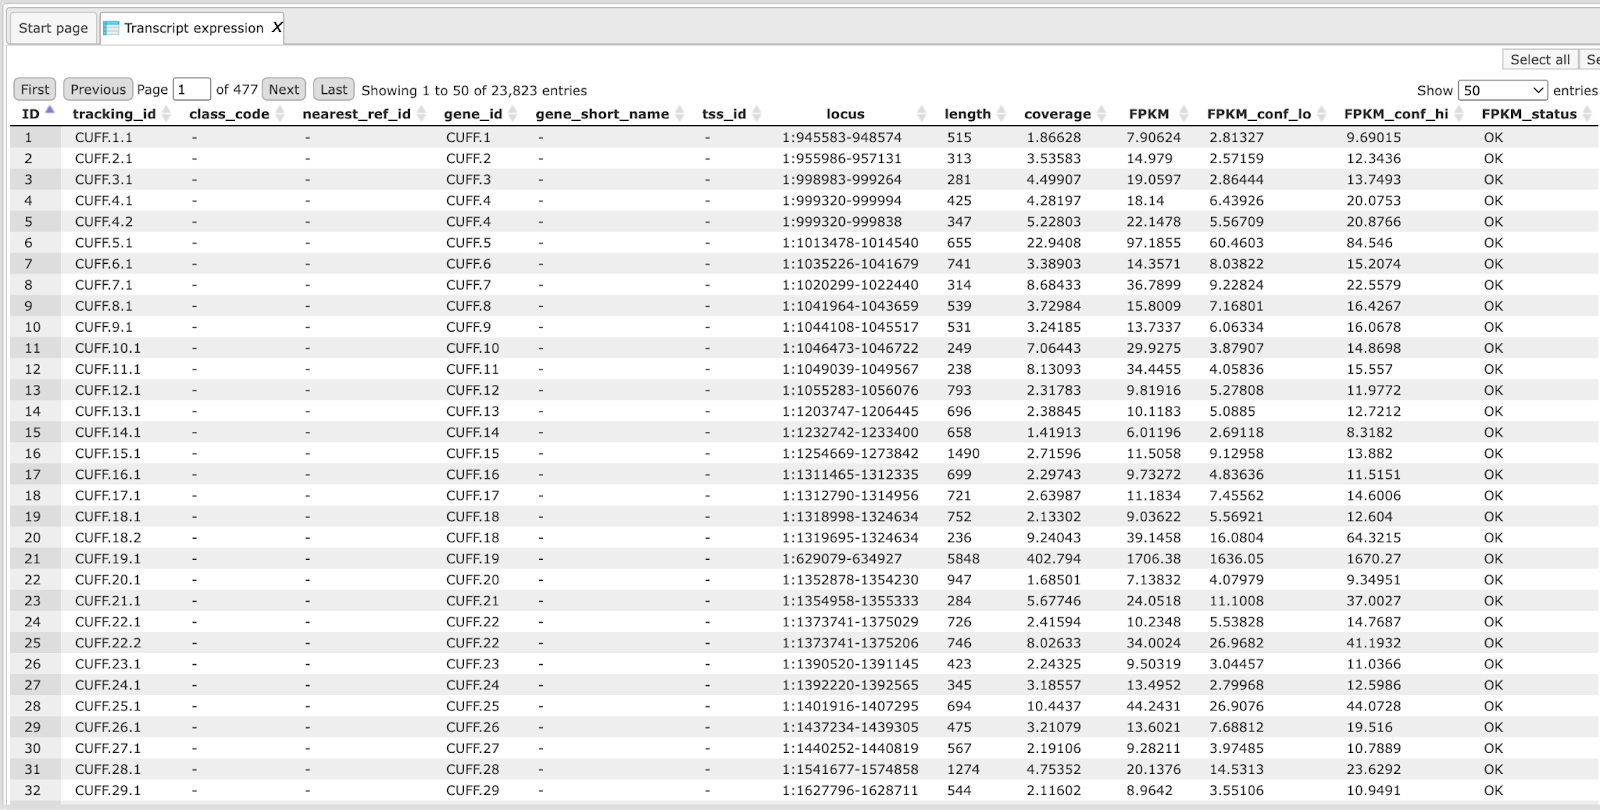 Start page Transcript expression X
Select all Se
First Previous Page 1 of 477 Next Last Showing 1 to 50 of 23,823 entries Show 50 entries
ID tracking_id class_code nearest_ref_id gene_id gene_short_name tss_id locus length coverage FPKM FPKM_conf_lo FPKM_conf_hi FPKM_status
1 CUFF.1.1 - - CUFF.1 - - 1:945583-948574 515 1.86628 7.90624 2.81327 9.69015 OK
2 CUFF.2.1 - - CUFF.2 - - 1:955986-957131 313 3.53583 14.979 2.57159 12.3436 OK
3 CUFF.3.1 - - CUFF.3 - - 1:998983-999264 281 4.49907 19.0597 2.86444 13.7493 OK
4 CUFF.4.1 - - CUFF.4 - - 1:999320-999994 425 4.28197 18.14 6.43926 20.0753 OK
5 CUFF.4.2 - - CUFF.4 - - 1:999320-999838 347 5.22803 22.1478 5.56709 20.8766 OK
6 CUFF.5.1 - - CUFF.5 - - 1:1013478-1014540 655 22.9408 97.1855 60.4603 84.546 OK
7 CUFF.6.1 - - CUFF.6 - - 1:1035226-1041679 741 3.38903 14.3571 8.03822 15.2074 OK
8 CUFF.7.1 - - CUFF.7 - - 1:1020299-1022440 314 8.68433 36.7899 9.22824 22.5579 OK
9 CUFF.8.1 - - CUFF.8 - - 1:1041964-1043659 539 3.72984 15.8009 7.16801 16.4267 OK
10 CUFF.9.1 - - CUFF.9 - - 1:1044108-1045517 531 3.24185 13.7337 6.06334 16.0678 OK
11 CUFF.10.1 - - CUFF.10 - - 1:1046473-1046722 249 7.06443 29.9275 3.87907 14.8698 OK
12 CUFF.11.1 - - CUFF.11 - - 1:1049039-1049567 238 8.13093 34.4455 4.05836 15.557 OK
13 CUFF.12.1 - - CUFF.12 - - 1:1055283-1056076 793 2.31783 9.81916 5.27808 11.9772 OK
14 CUFF.13.1 - - CUFF.13 - - 1:1203747-1206445 696 2.38845 10.1183 5.0885 12.7212 OK
15 CUFF.14.1 - - CUFF.14 - - 1:1232742-1233400 658 1.41913 6.01196 2.69118 8.3182 OK
16 CUFF.15.1 - - CUFF.15 - - 1:1254669-1273842 1490 2.71596 11.5058 9.12958 13.882 OK
17 CUFF.16.1 - - CUFF.16 - - 1:1311465-1312335 699 2.29743 9.73272 4.83636 11.5151 OK
18 CUFF.17.1 - - CUFF.17 - - 1:1312790-1314956 721 2.63987 11.1834 7.45562 14.6006 OK
19 CUFF.18.1 - - CUFF.18 - - 1:1318998-1324634 752 2.13302 9.03622 5.56921 12.604 OK
20 CUFF.18.2 - - CUFF.18 - - 1:1319695-1324634 236 9.24043 39.1458 16.0804 64.3215 OK
21 CUFF.19.1 - - CUFF.19 - - 1:629079-634927 5848 402.794 1706.38 1636.05 1670.27 OK
22 CUFF.20.1 - - CUFF.20 - - 1:1352878-1354230 947 1.68501 7.13832 4.07979 9.34951 OK
23 CUFF.21.1 - - CUFF.21 - - 1:1354958-1355333 284 5.67746 24.0518 11.1008 37.0027 OK
24 CUFF.22.1 - - CUFF.22 - - 1:1373741-1375029 726 2.41594 10.2348 5.53828 14.7687 OK
25 CUFF.22.2 - - CUFF.22 - - 1:1373741-1375206 746 8.02633 34.0024 26.9682 41.1932 OK
26 CUFF.23.1 - - CUFF.23 - - 1:1390520-1391145 423 2.24325 9.50319 3.04457 11.0366 OK
27 CUFF.24.1 - - CUFF.24 - - 1:1392220-1392565 345 3.18557 13.4952 2.79968 12.5986 OK
28 CUFF.25.1 - - CUFF.25 - - 1:1401916-1407295 694 10.4437 44.2431 26.9076 44.0728 OK
29 CUFF.26.1 - - CUFF.26 - - 1:1437234-1439305 475 3.21079 13.6021 7.68812 19.516 OK
30 CUFF.27.1 - - CUFF.27 - - 1:1440252-1440819 567 2.19106 9.28211 3.97485 10.7889 OK
31 CUFF.28.1 - - CUFF.28 - - 1:1541677-1574858 1274 4.75352 20.1376 14.5313 23.6292 OK
32 CUFF.29.1 - - CUFF.29 - - 1:1627796-1628711 544 2.11602 8.9642 3.55106 10.9491 OK